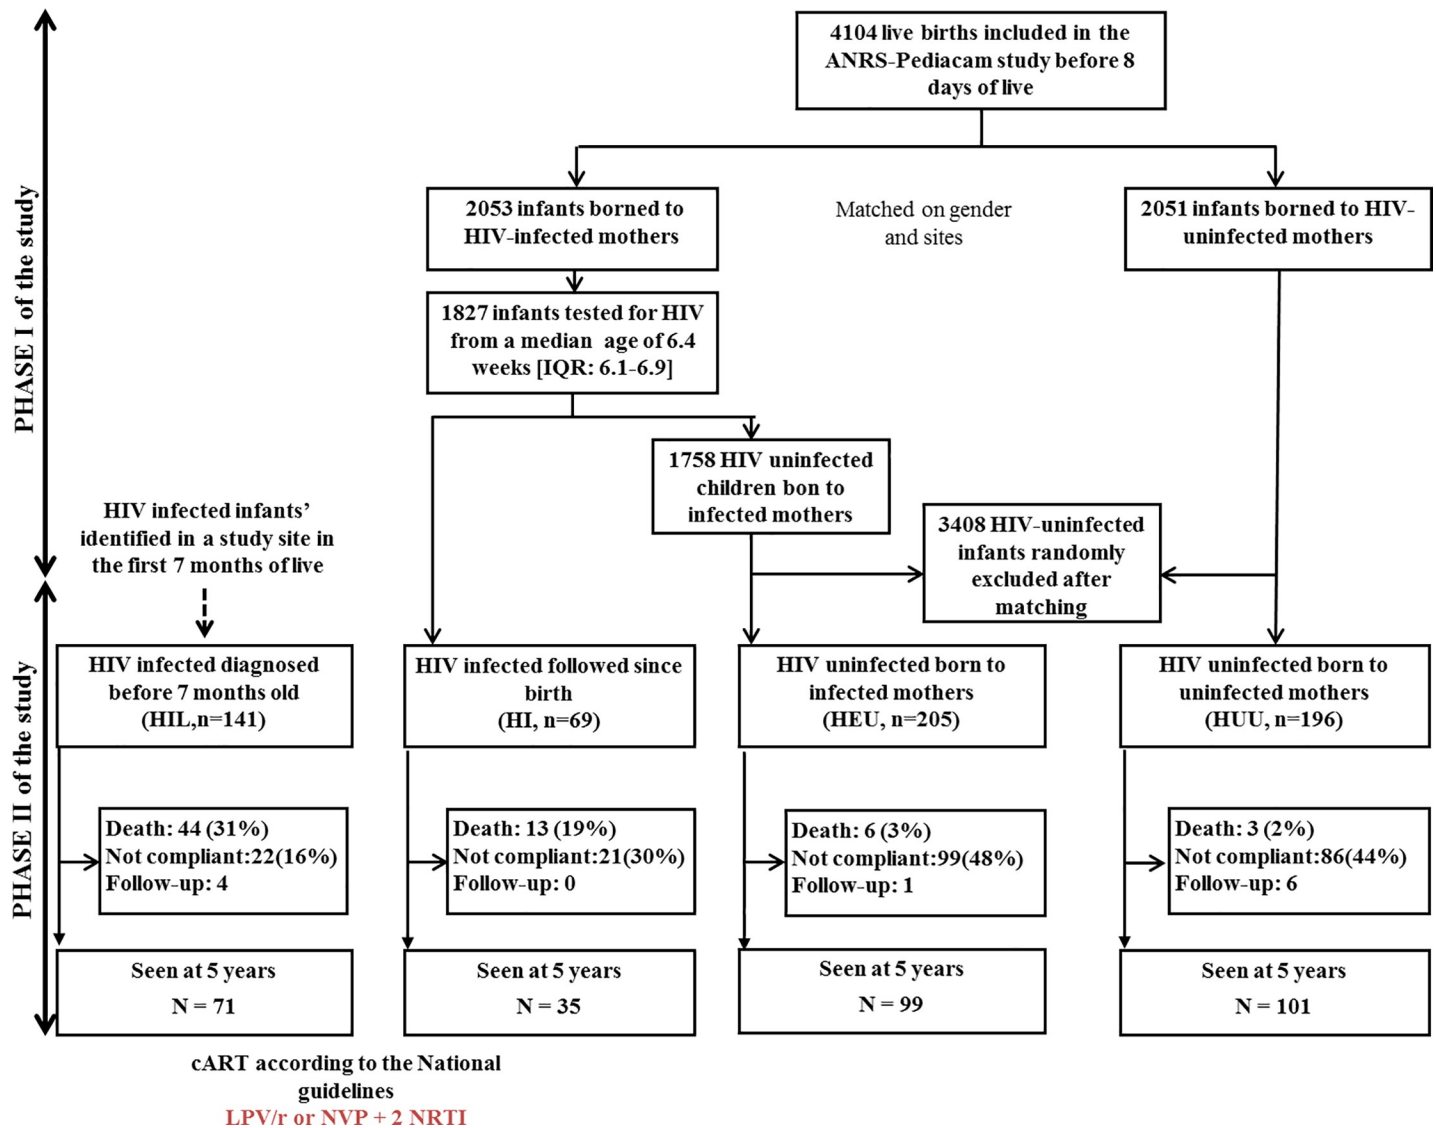 4104 live births included in the
ANRS-Pediacam study before 8
days of live
PHASE I of the study
2053 infants borned to
HIV-infected mothers
Matched on gender
and sites
2051 infants borned to HIV-
uninfected mothers
1827 infants tested for HIV
from a median age of 6.4
weeks [IQR: 6.1-6.9]
1758 HIV uninfected
children bon to
infected mothers
HIV infected infants’
identified in a study site in
the first 7 months of live
3408 HIV-uninfected
infants randomly
excluded after
matching
PHASE II of the study
HIV infected diagnosed
before 7 months old
(HIL,n=141)
HIV infected followed since
birth
(HI, n=69)
HIV uninfected born to
infected mothers
(HEU, n=205)
HIV uninfected born to
uninfected mothers
(HUU, n=196)
Death: 44 (31%)
Not compliant:22(16%)
Follow-up: 4
Death: 13 (19%)
Not compliant:21(30%)
Follow-up: 0
Death: 6 (3%)
Not compliant:99(48%)
Follow-up: 1
Death: 3 (2%)
Not compliant:86(44%)
Follow-up: 6
Seen at 5 years
N = 71
Seen at 5 years
N = 35
Seen at 5 years
N = 99
Seen at 5 years
N = 101
cART according to the National
guidelines
LPV/r or NVP + 2 NRTI